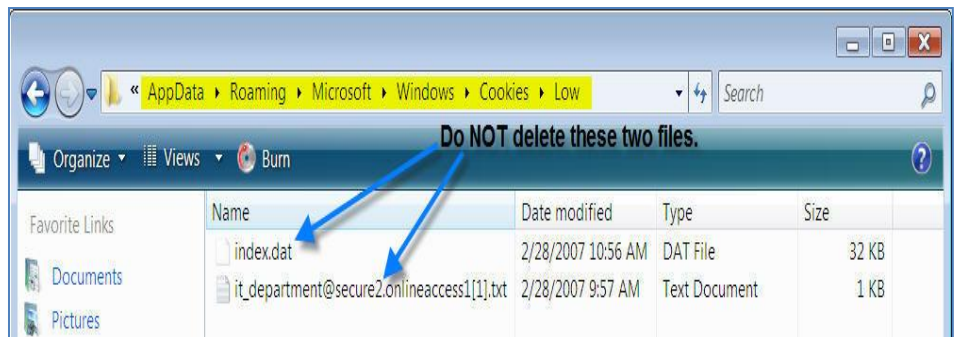 « AppData ▸ Roaming ▸ Microsoft ▸ Windows ▸ Cookies ▸ Low Search
Do NOT delete these two files.
Organize Views Burn
Favorite Links
Documents
Pictures
Name Date modified Type Size
index.dat 2/28/2007 10:56 AM DAT File 32 KB
it_department@secure2.onlineaccess1[1].txt 2/28/2007 9:57 AM Text Document 1 KB